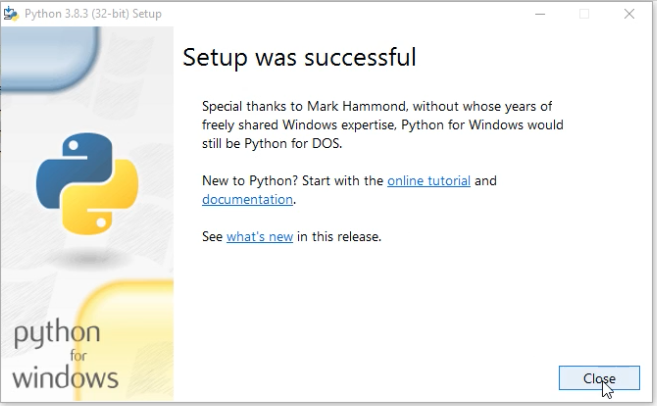 Python 3.8.3 (32-bit) Setup
Setup was successful
Special thanks to Mark Hammond, without whose years of
freely shared Windows expertise, Python for Windows would
still be Python for DOS.
New to Python? Start with the online tutorial and
documentation.
See what's new in this release.
python
for
windows
Close